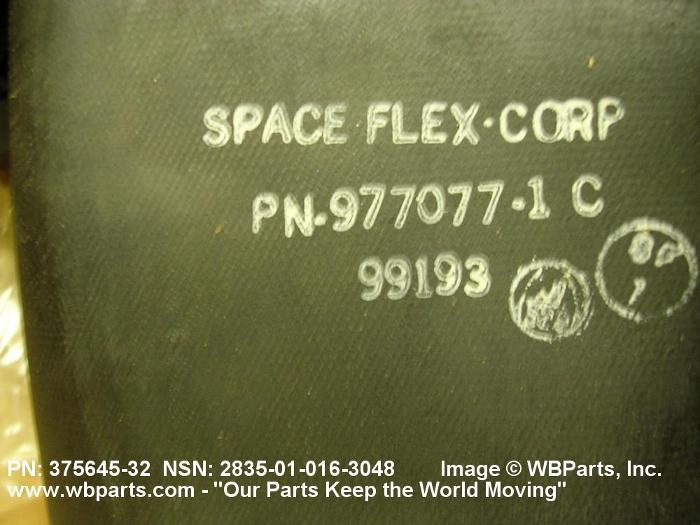 SPACE FLEX·CORP
PN-977077-1 C
99193
PN: 375645-32 NSN: 2835-01-016-3048 Image © WBParts, Inc.
www.wbparts.com - "Our Parts Keep the World Moving"